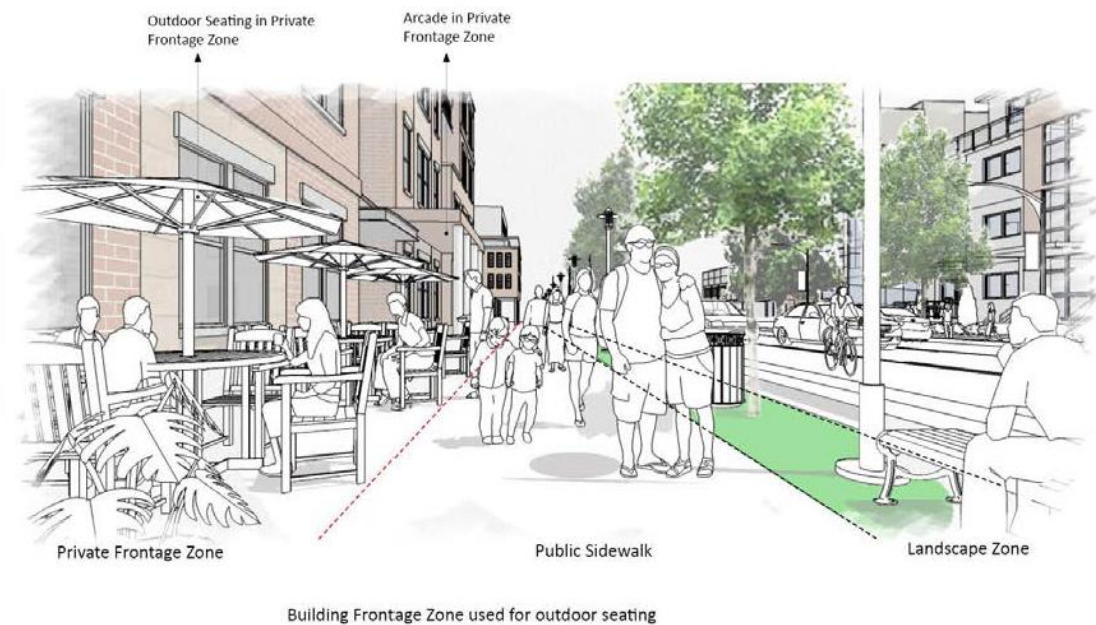 Outdoor Seating in Private
Frontage Zone
Arcade in Private
Frontage Zone
Private Frontage Zone
Public Sidewalk
Landscape Zone
Building Frontage Zone used for outdoor seating